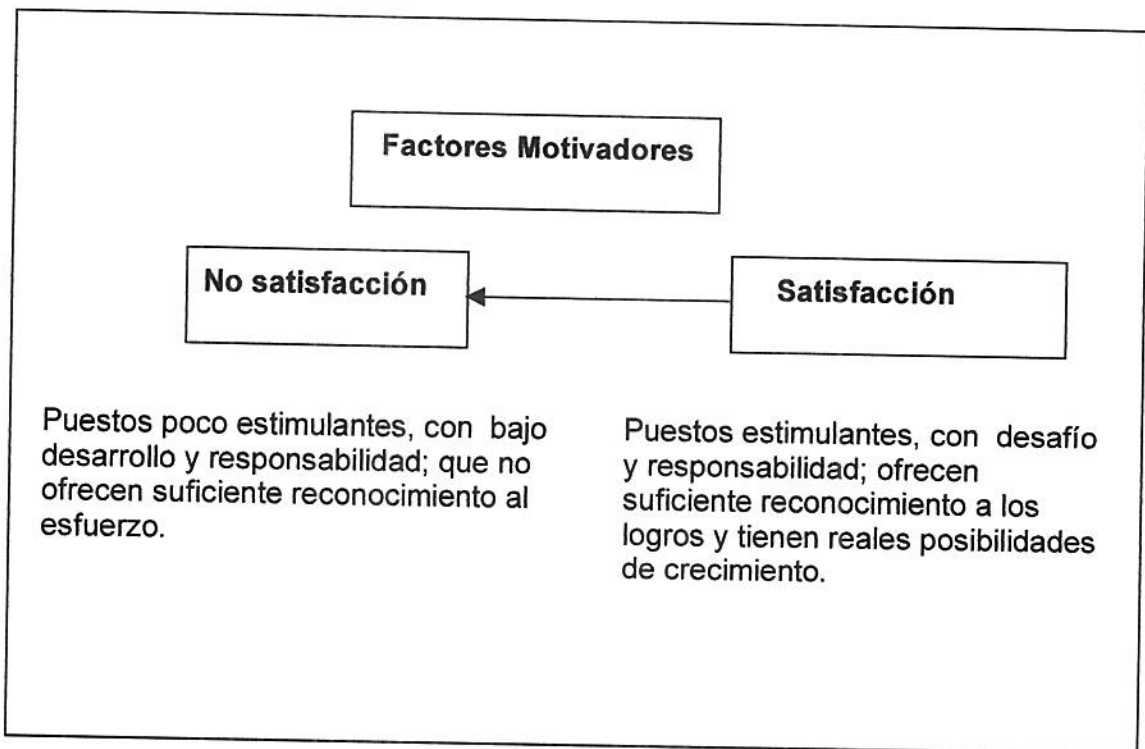 Factores Motivadores
No satisfacción
Satisfacción
Puestos poco estimulantes, con bajo
desarrollo y responsabilidad; que no
ofrecen suficiente reconocimiento al
esfuerzo.
Puestos estimulantes, con desafío
y responsabilidad; ofrecen
suficiente reconocimiento a los
logros y tienen reales posibilidades
de crecimiento.